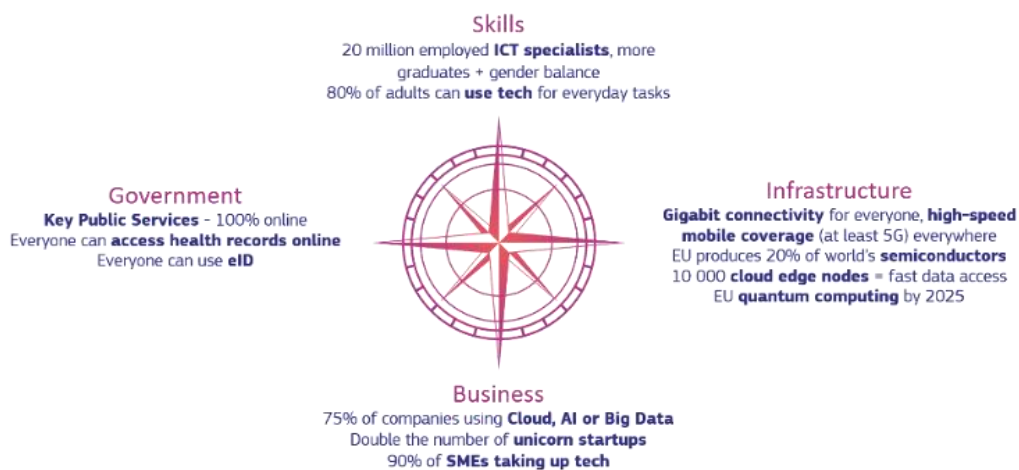 Skills
20 million employed ICT specialists, more
graduates + gender balance
80% of adults can use tech for everyday tasks
Government
Key Public Services - 100% online
Everyone can access health records online
Everyone can use eID
Infrastructure
Gigabit connectivity for everyone, high-speed
mobile coverage (at least 5G) everywhere
EU produces 20% of world's semiconductors
10 000 cloud edge nodes = fast data access
EU quantum computing by 2025
Business
75% of companies using Cloud, AI or Big Data
Double the number of unicorn startups
90% of SMEs taking up tech